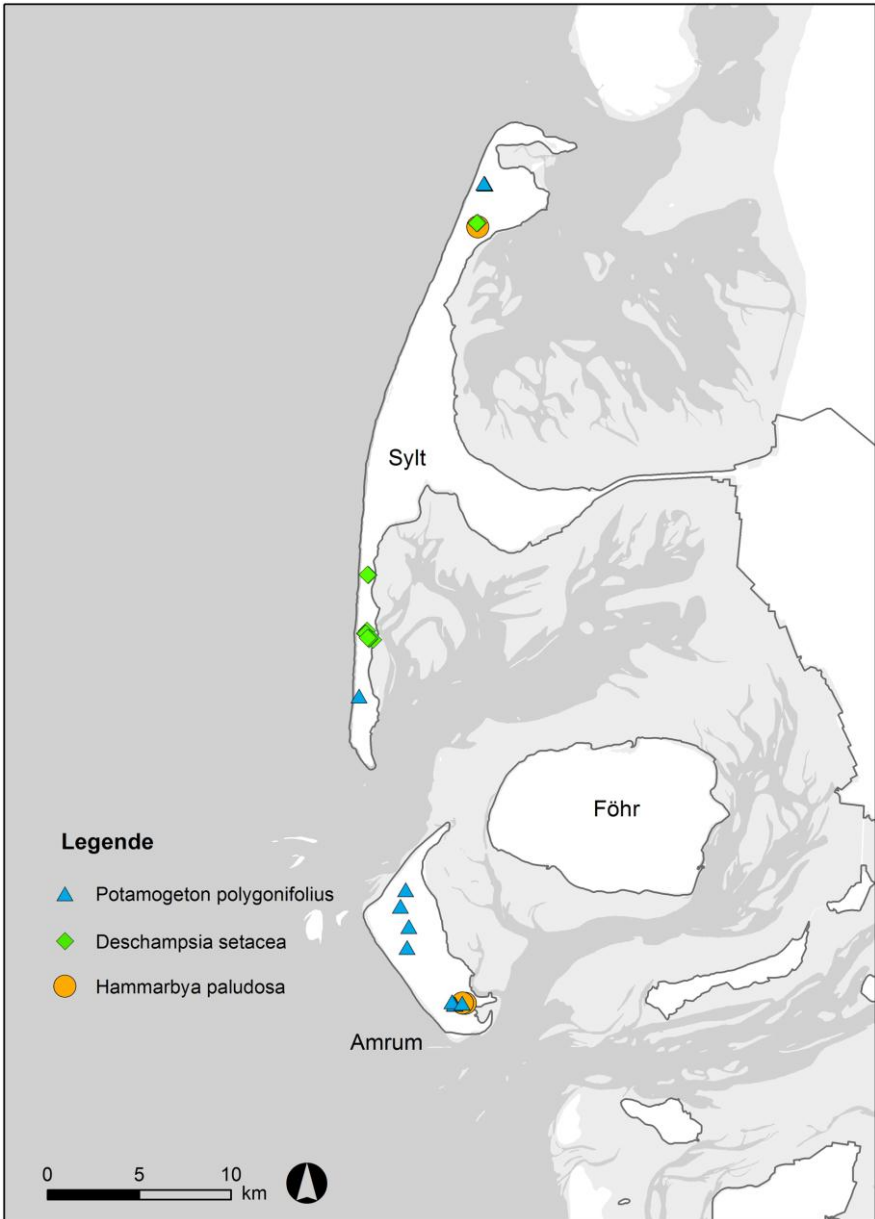 Sylt
Föhr
Legende
Potamogeton polygonifolius
Deschampsia setacea
Hammarbya paludosa
Amrum
0 5 10
km